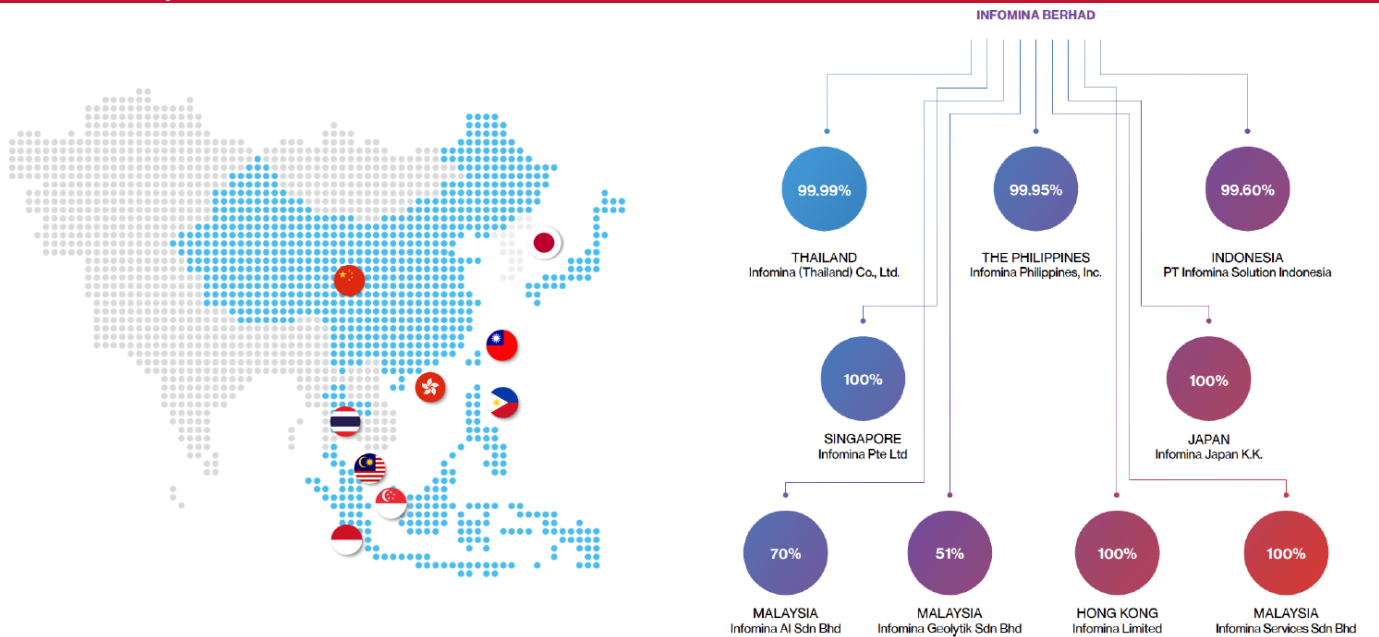 INFOMINA BERHAD
99.99%
99.95%
99.60%
THAILAND
Infomina (Thailand) Co., Ltd.
THE PHILIPPINES
Infomina Philippines, Inc.
INDONESIA
PT Infomina Solution Indonesia
100%
100%
SINGAPORE
Infomina Pte Ltd
JAPAN
Infomina Japan K.K.
70%
51%
100%
100%
MALAYSIA
Infomina AI Sdn Bhd
MALAYSIA
Infomina Geolytik Sdn Bhd
HONG KONG
Infomina Limited
MALAYSIA
Infomina Services Sdn Bhd